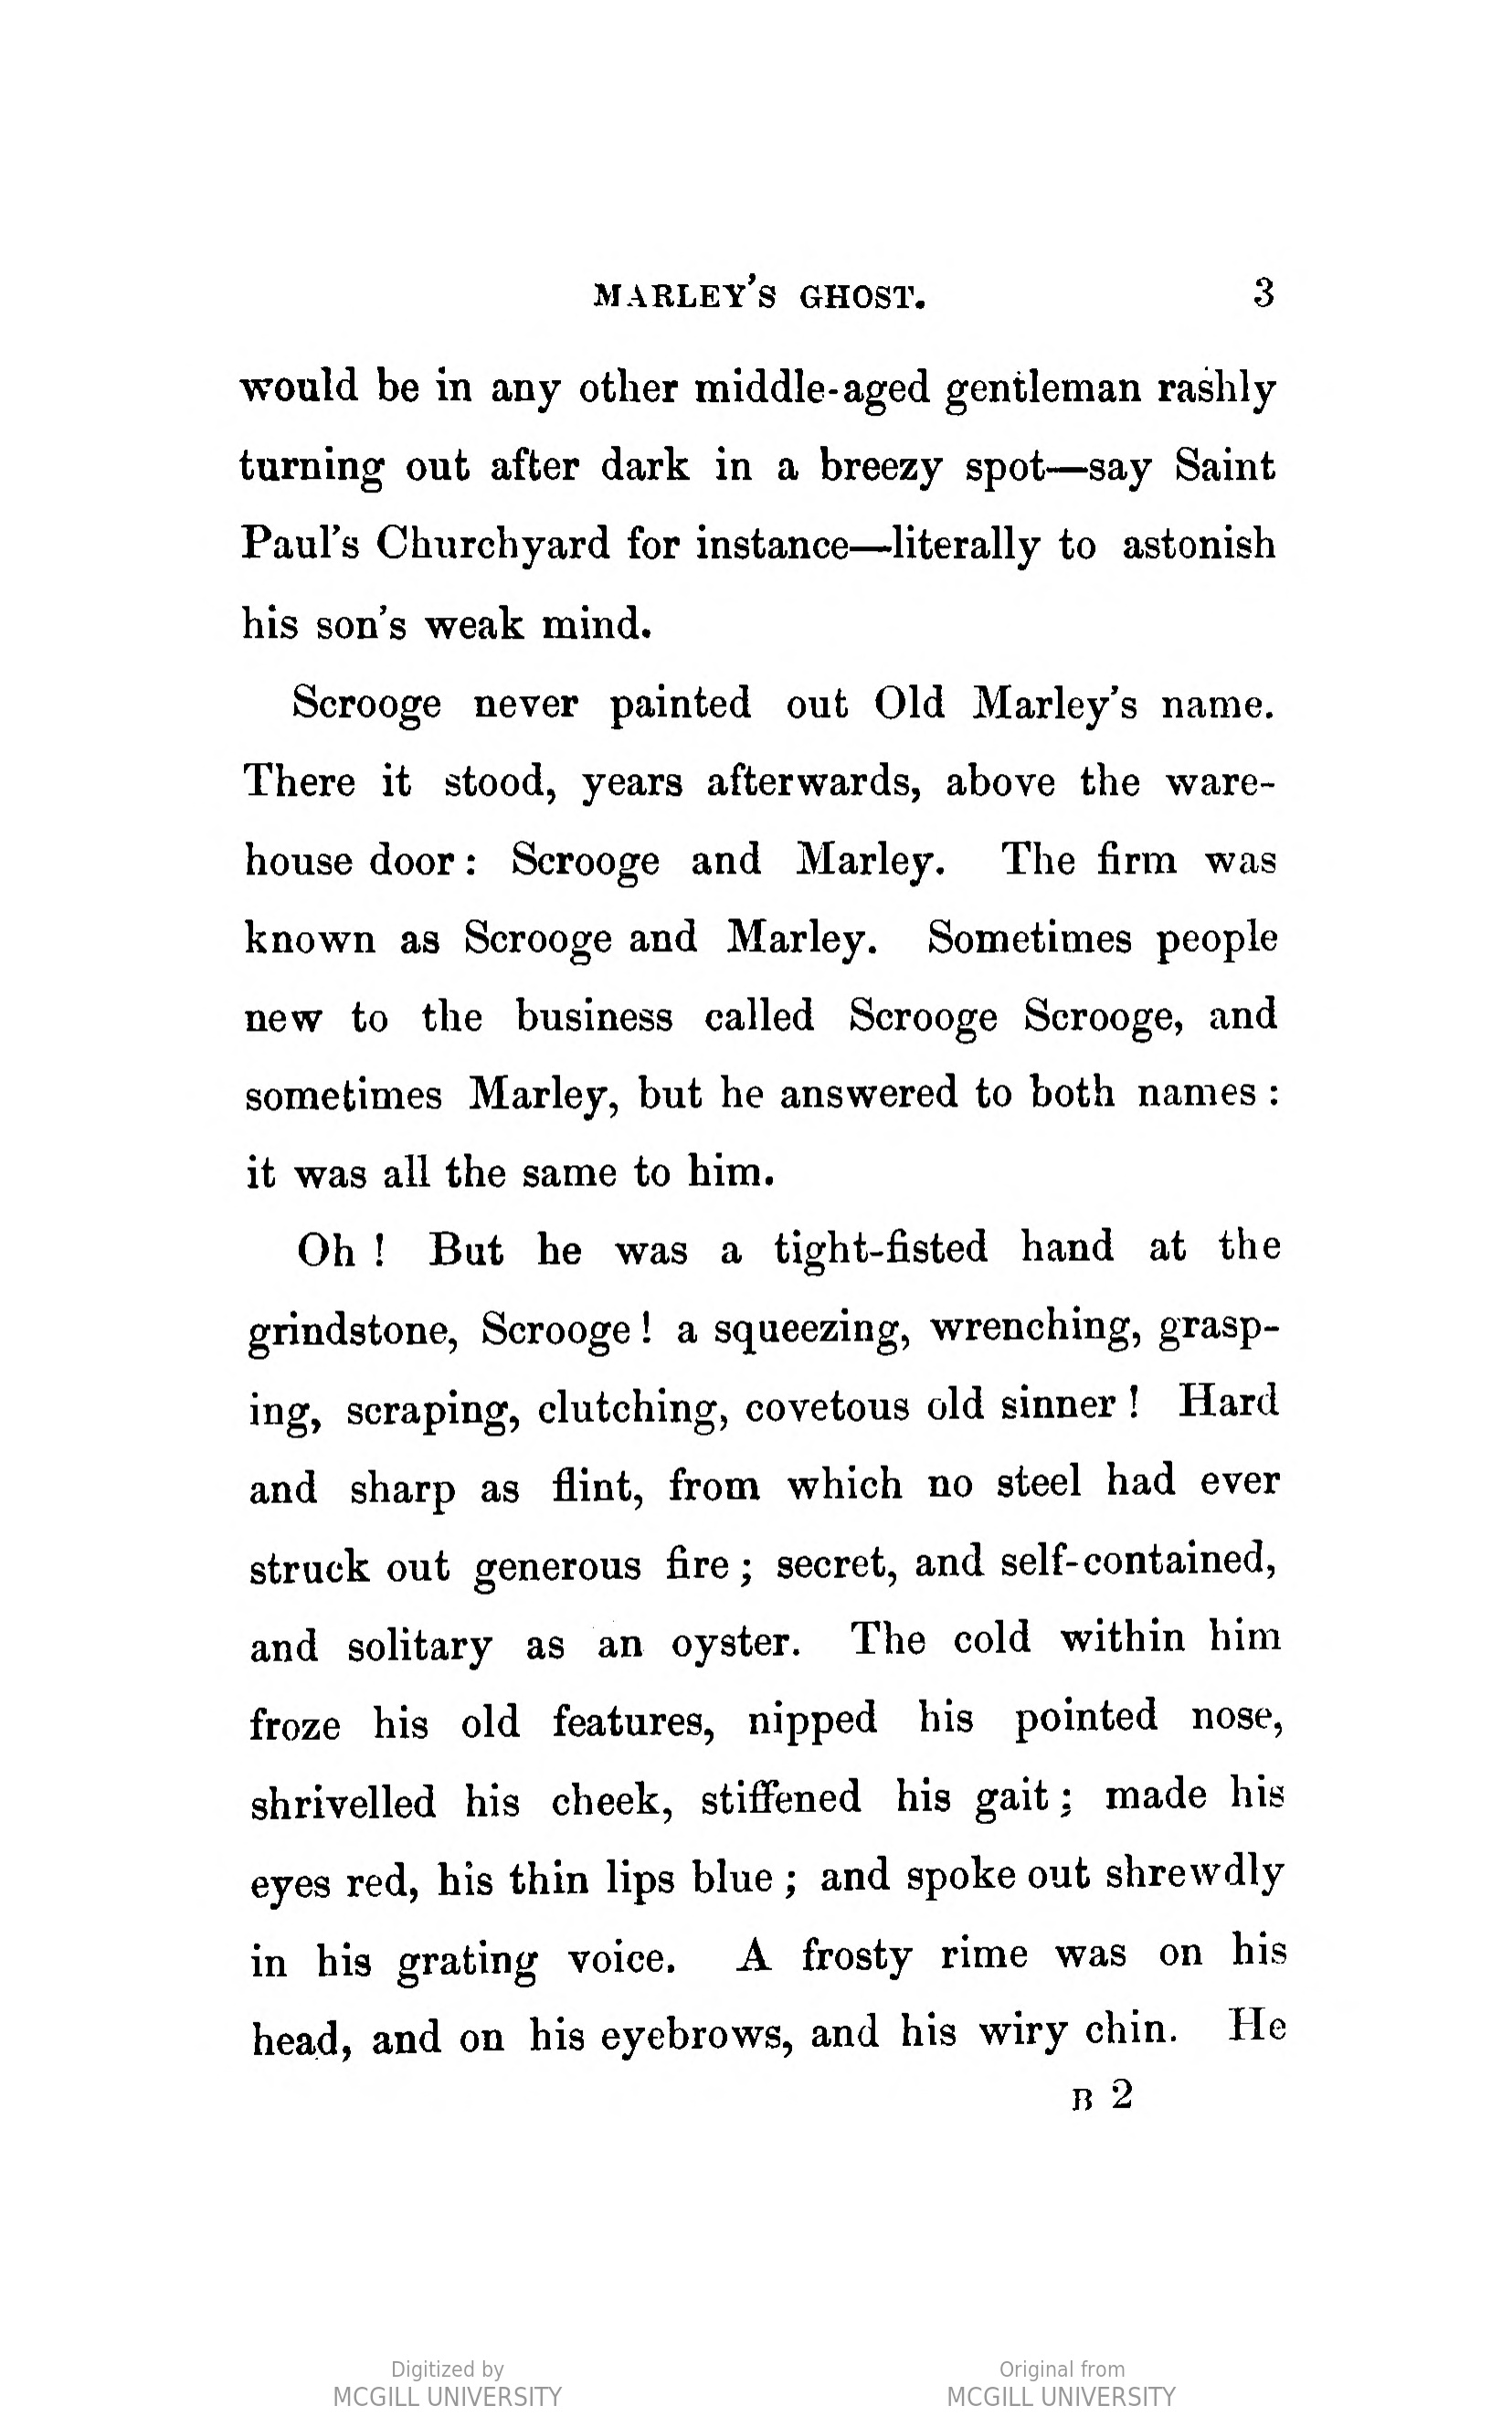 MARLEY'S GHOST. 3
would be in any other middle-aged gentleman rashly
turning out after dark in a breezy spot—say Saint
Paul's Churchyard for instance—literally to astonish
his son's weak mind.
Scrooge never painted out Old Marley's name.
There it stood, years afterwards, above the ware-
house door: Scrooge and Marley. The firm was
known as Scrooge and Marley. Sometimes people
new to the business called Scrooge Scrooge, and
sometimes Marley, but he answered to both names:
it was all the same to him.
Oh! But he was a tight-fisted hand at the
grindstone, Scrooge! a squeezing, wrenching, grasp-
ing, scraping, clutching, covetous old sinner! Hard
and sharp as flint, from which no steel had ever
struck out generous fire; secret, and self-contained,
and solitary as an oyster. The cold within him
froze his old features, nipped his pointed nose,
shrivelled his cheek, stiffened his gait; made his
eyes red, his thin lips blue; and spoke out shrewdly
in his grating voice. A frosty rime was on his
head, and on his eyebrows, and his wiry chin. He
B 2
Digitized by
MCGILL UNIVERSITY
Original from
MCGILL UNIVERSITY